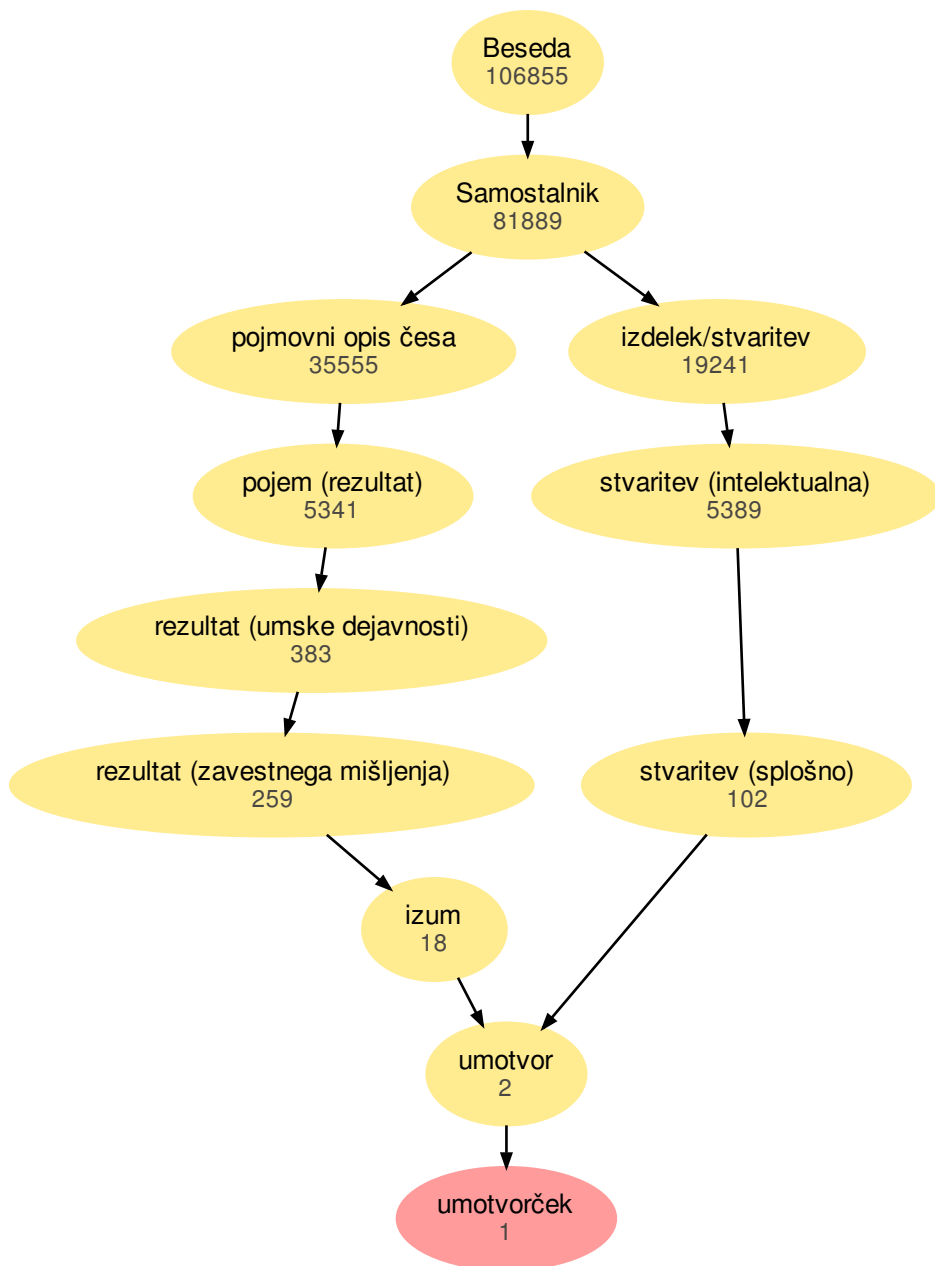 Beseda
106855
Samostalnik
81889
pojmovni opis česa
35555
izdelek/stvaritev
19241
pojem (rezultat)
5341
stvaritev (intelektualna)
5389
rezultat (umske dejavnosti)
383
rezultat (zavestnega mišljenja)
259
stvaritev (splošno)
102
izum
18
umotvor
2
umotvorček
1